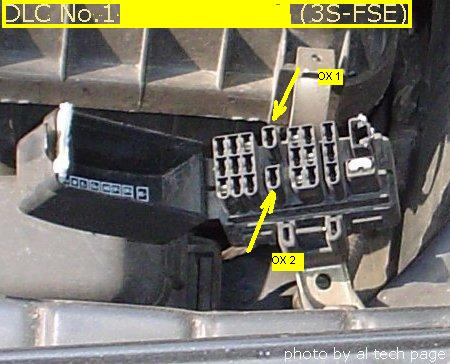 DLC No.1 (3S-FSE)
OX 1
OX 2
photo by al tech page